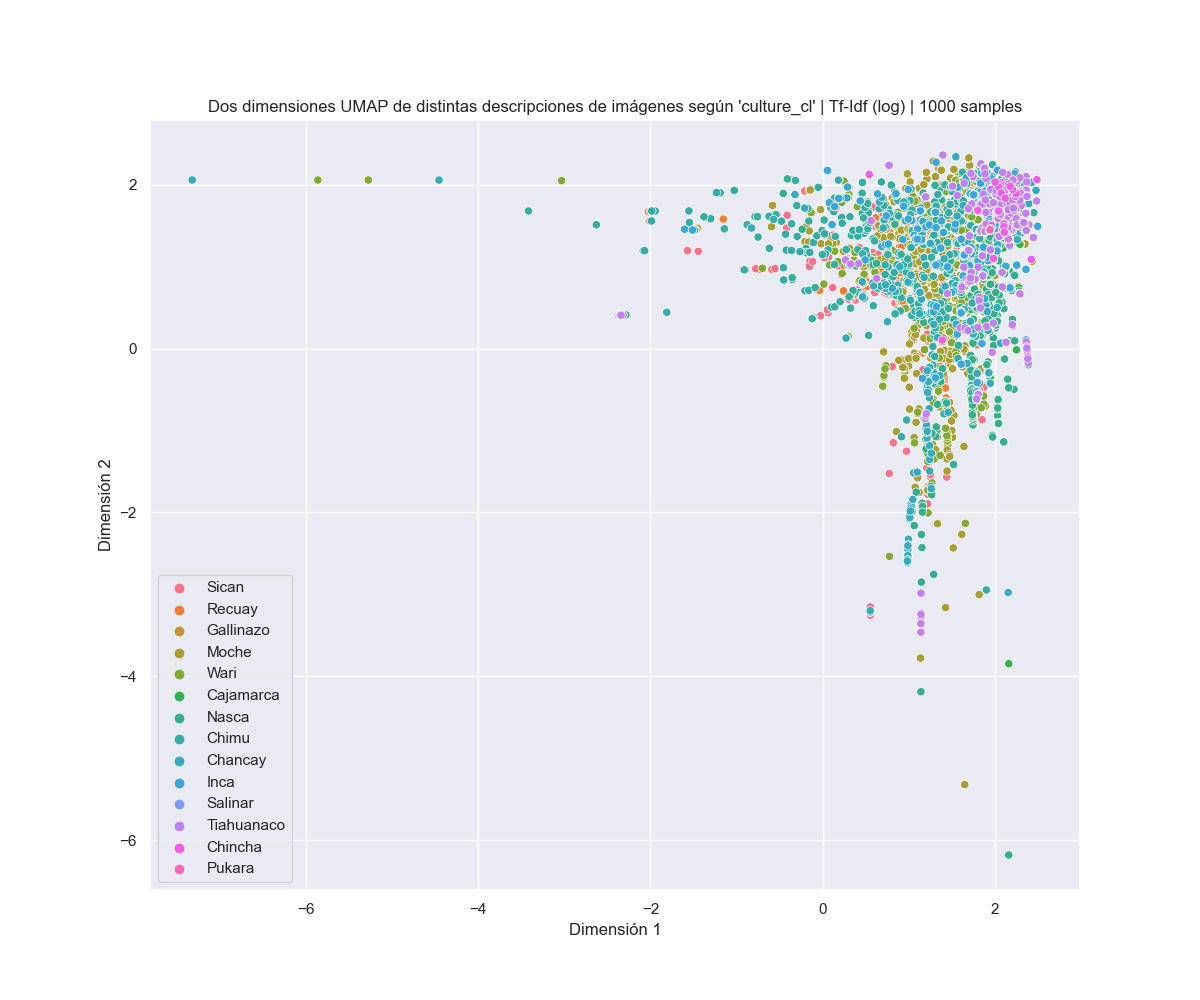 Dos dimensiones UMAP de distintas descripciones de imágenes según 'culture_cl' | Tf-Idf (log) | 1000 samples
2
0
−2
−4
−6
Dimensión 2
Sican
Recuay
Gallinazo
Moche
Wari
Cajamarca
Nasca
Chimu
Chancay
Inca
Salinar
Tiahuanaco
Chincha
Pukara
−6 −4 −2 0 2
Dimensión 1